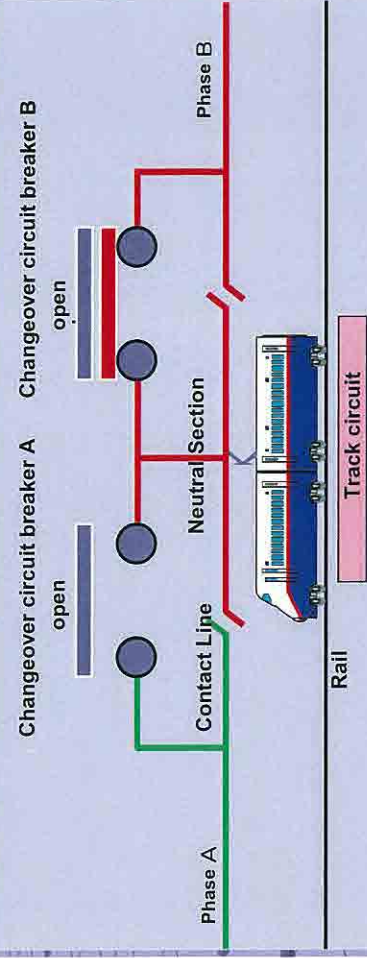 Changeover circuit breaker A
open
Changeover circuit breaker B
open
Phase A
Contact Line
Neutral Section
Phase B
Rail
Track circuit